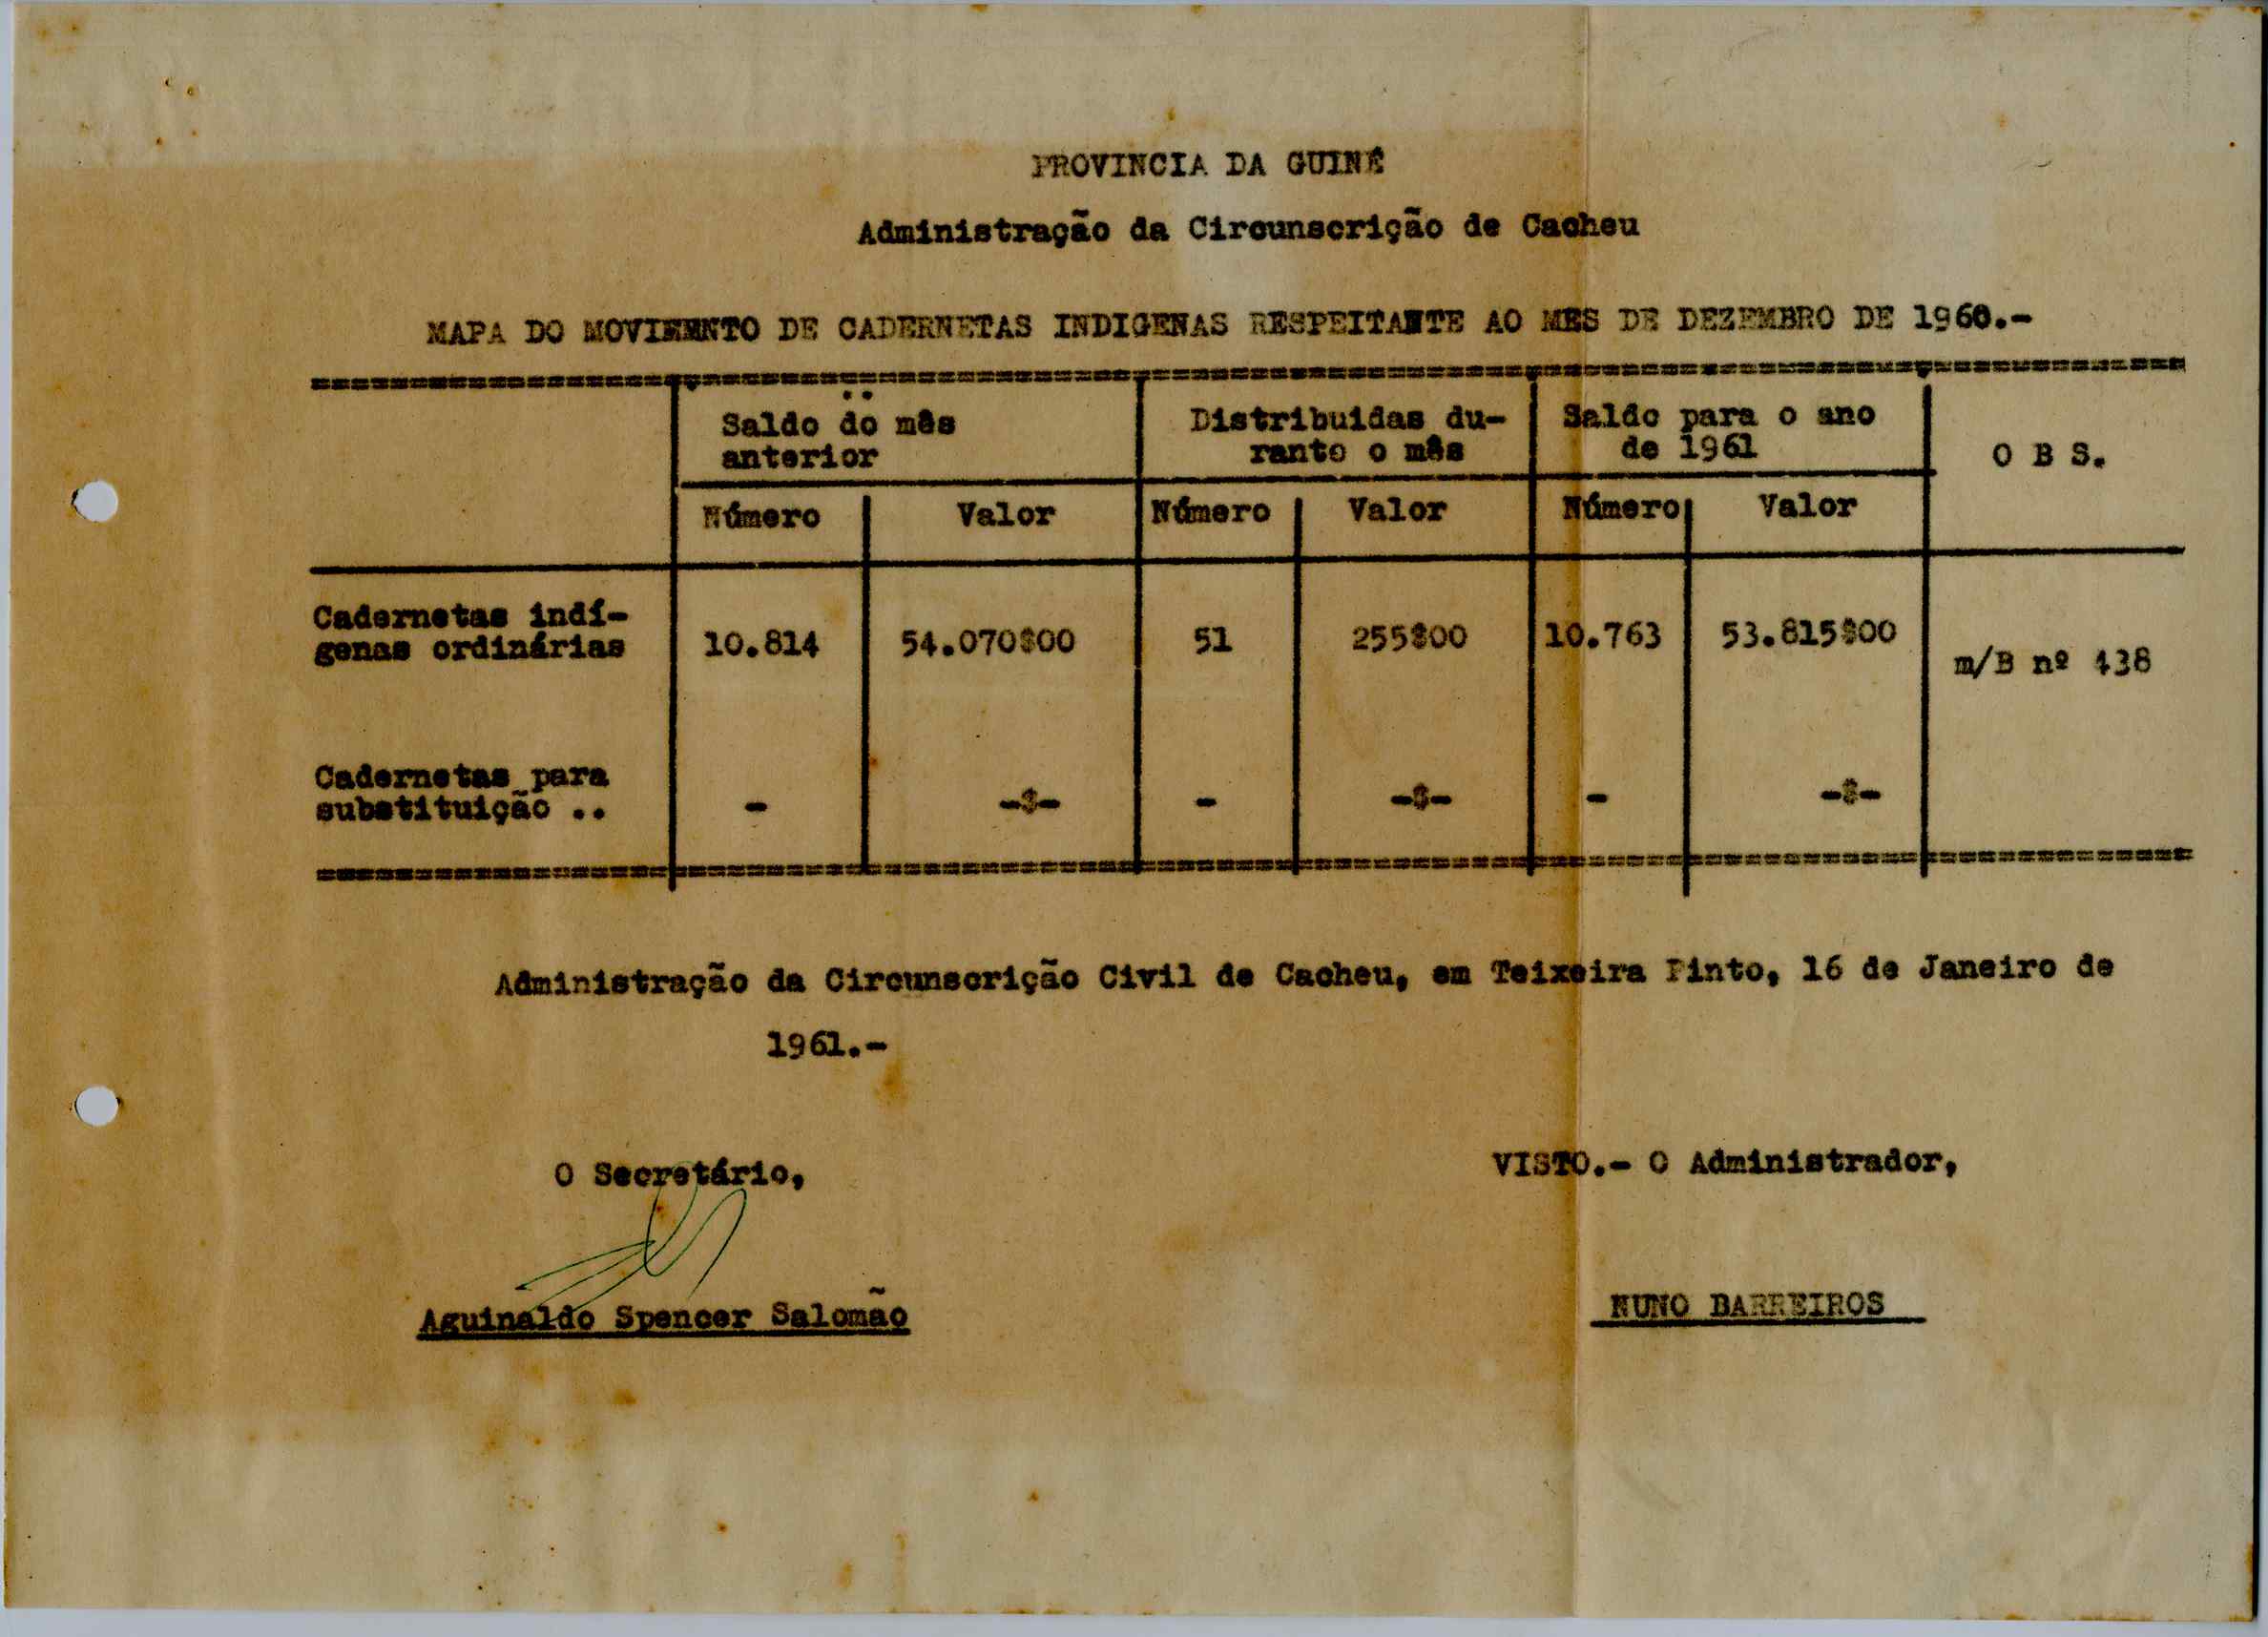 PROVINCIA DA GUINÉ
Administração da Circunscrição de Cacheu
MAPA DO MOVIMENTO DE CADERNETAS INDIGENAS RESPEITANTE AO MES DE DEZEMBRO DE 1960.-
Saldo do mês anterior Distribuidas du- ranto o mês Saldo para o ano de 1961 O B S.
Número Valor Número Valor Número Valor
Cadernetas indí-
genas ordinárias 10.814 54.070$00 51 255$00 10.763 53.815$00 m/B nº 438
Cadernetas para
substituição .. - -$- - -$- - -$-
Administração da Circunscrição Civil de Cacheu, em Teixeira Pinto, 16 de Janeiro de
1961.-
O Secretário, VISTO.- O Administrador,
Aguinaldo Spencer Salomão NUNO BARREIROS